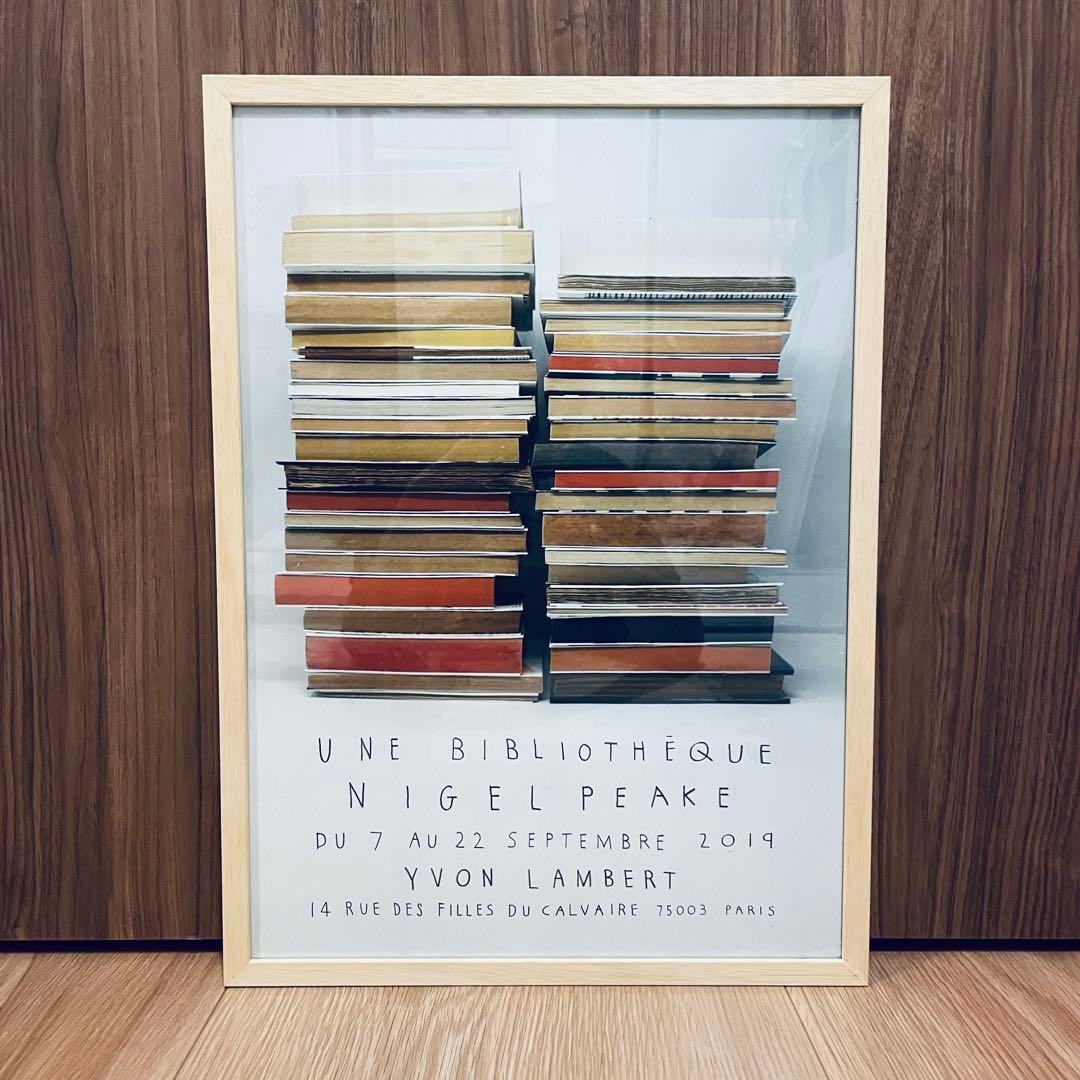 UNE BIBLIOTHÈQUE
NIGEL PEAKE
DU 7 AU 22 SEPTEMBRE 2019
YVON LAMBERT
14 RUE DES FILLES DU CALVAIRE 75003 PARIS